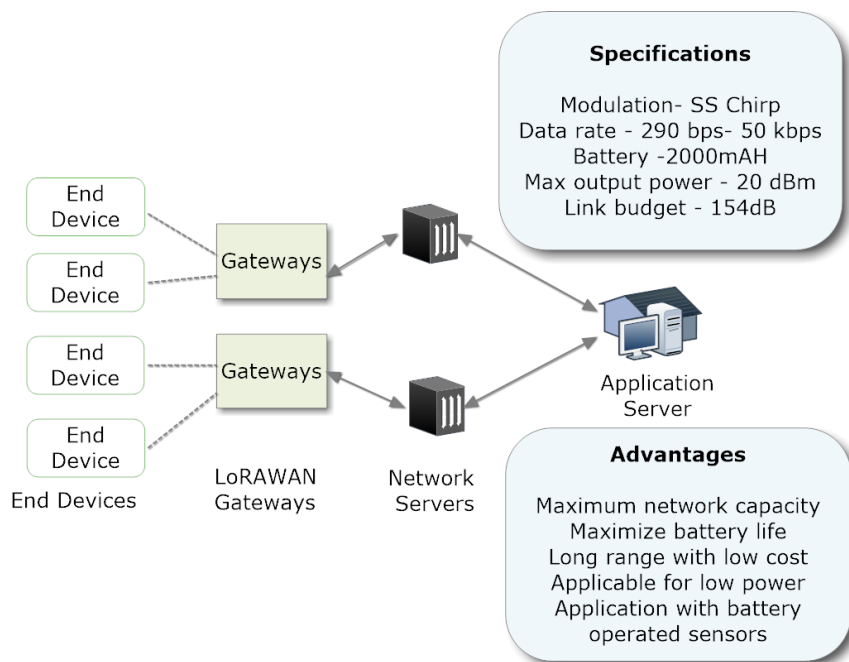 Specifications
Modulation- SS Chirp
Data rate - 290 bps- 50 kbps
Battery -2000mAH
Max output power - 20 dBm
Link budget - 154dB
End
Device
End
Device
End
Device
End
Device
End Devices
Gateways
Gateways
LoRAWAN
Gateways
Network
Servers
Application
Server
Advantages
Maximum network capacity
Maximize battery life
Long range with low cost
Applicable for low power
Application with battery
operated sensors